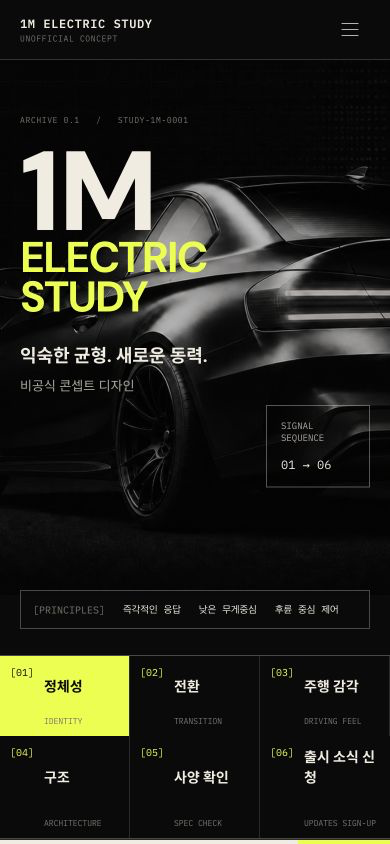 1M ELECTRIC STUDY
UNOFFICIAL CONCEPT
ARCHIVE 0.1 / STUDY-1M-0001
1M
ELECTRIC
STUDY
익숙한 균형. 새로운 동력.
비공식 콘셉트 디자인
SIGNAL
SEQUENCE
01 → 06
[PRINCIPLES] 즉각적인 응답 낮은 무게중심 후륜 중심 제어
[01] 정체성
IDENTITY
[02] 전환
TRANSITION
[03] 주행 감각
DRIVING FEEL
[04] 구조
ARCHITECTURE
[05] 사양 확인
SPEC CHECK
[06] 출시 소식 신
청
UPDATES SIGN-UP